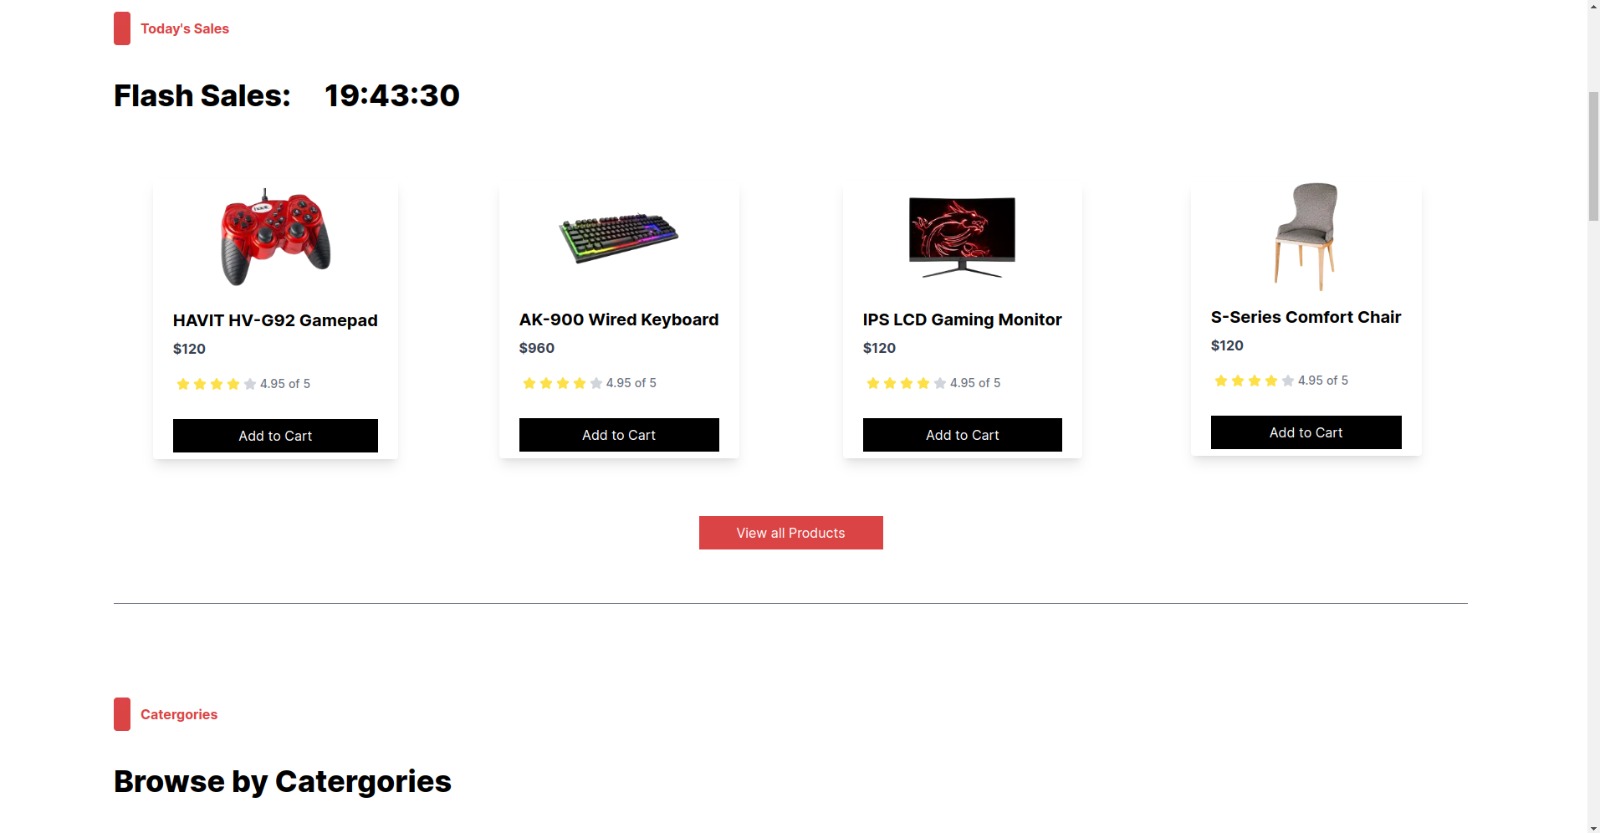 Today's Sales
Flash Sales: 19:43:30
HAVIT HV-G92 Gamepad
$120
4.95 of 5
Add to Cart
AK-900 Wired Keyboard
$960
4.95 of 5
Add to Cart
IPS LCD Gaming Monitor
$120
4.95 of 5
Add to Cart
S-Series Comfort Chair
$120
4.95 of 5
Add to Cart
View all Products
Catergories
Browse by Catergories